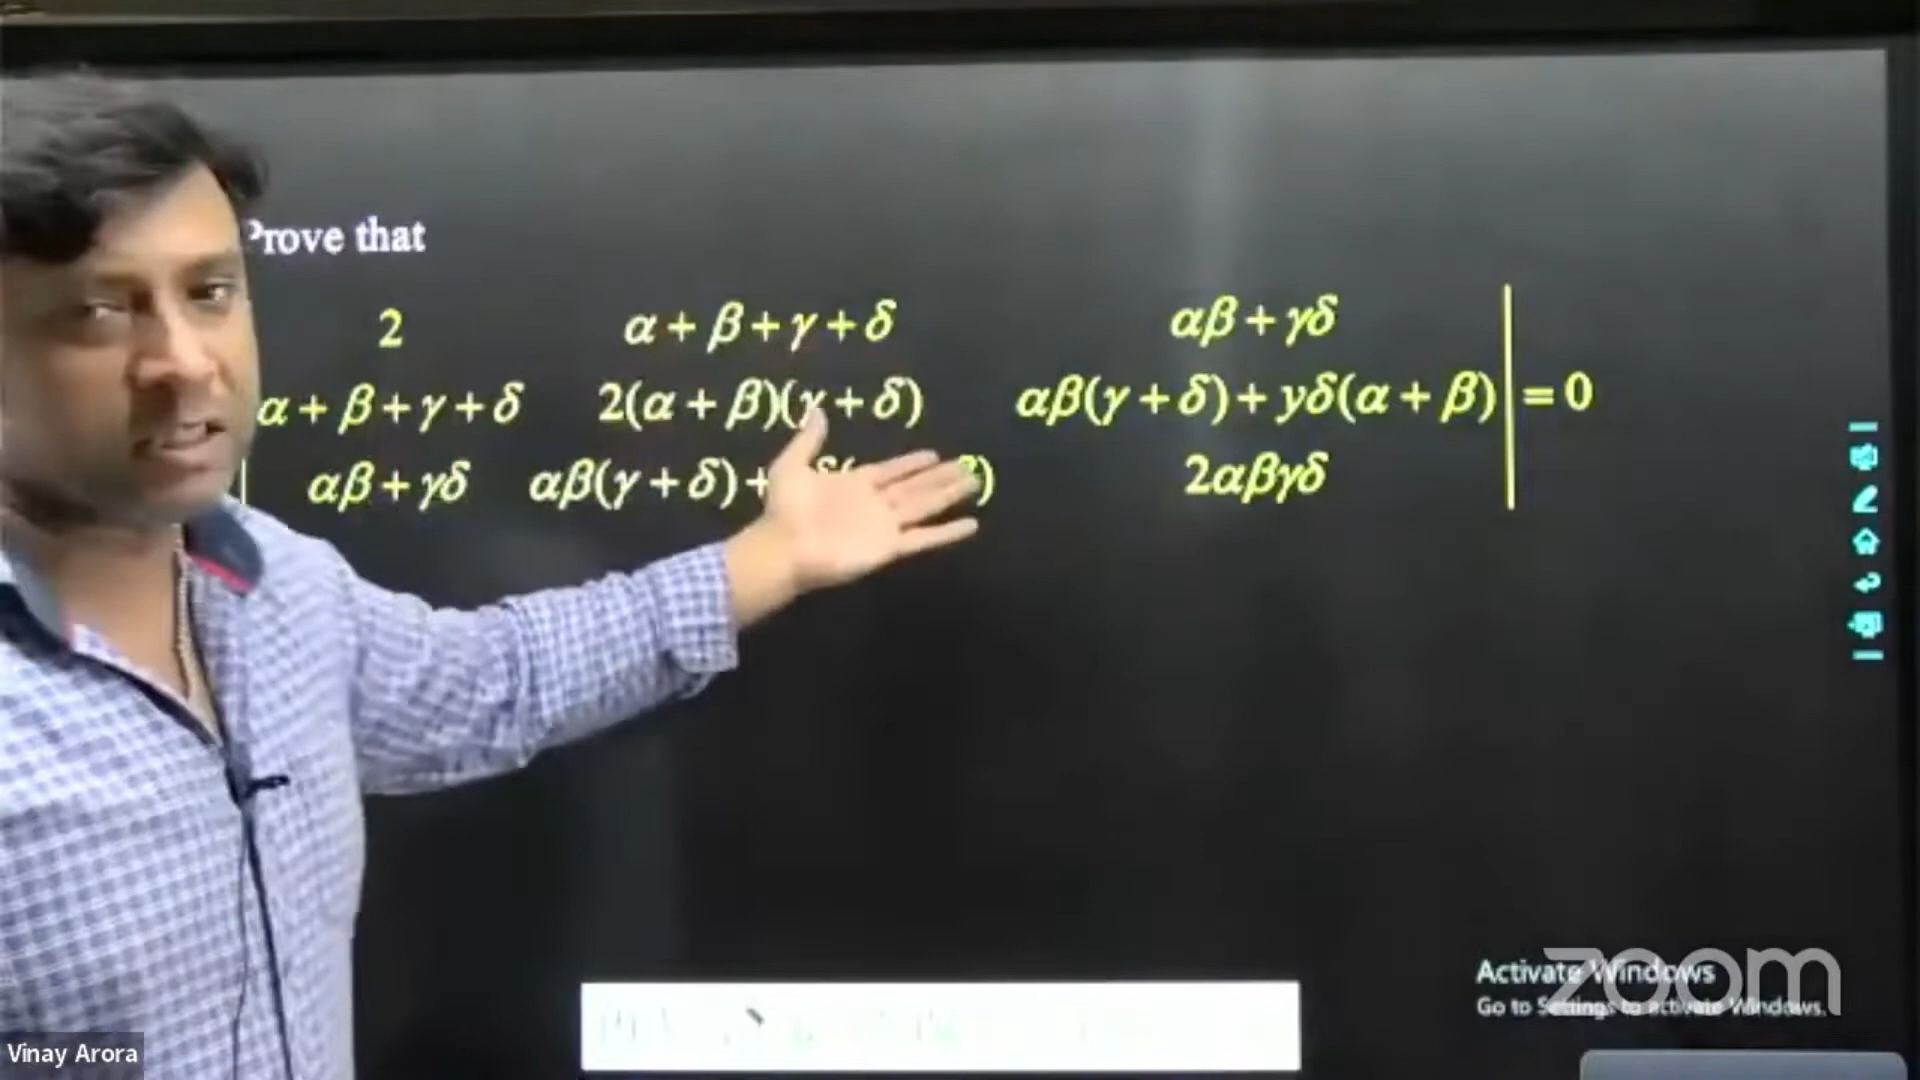 Prove that
2 α + β + γ + δ αβ + γδ
α + β + γ + δ 2(α + β)(γ + δ) αβ(γ + δ) + yδ(α + β) = 0
αβ + γδ αβ(γ + δ) + ) 2αβγδ
Activate Windows
Go to Settings to activate Windows.
zoom
Vinay Arora